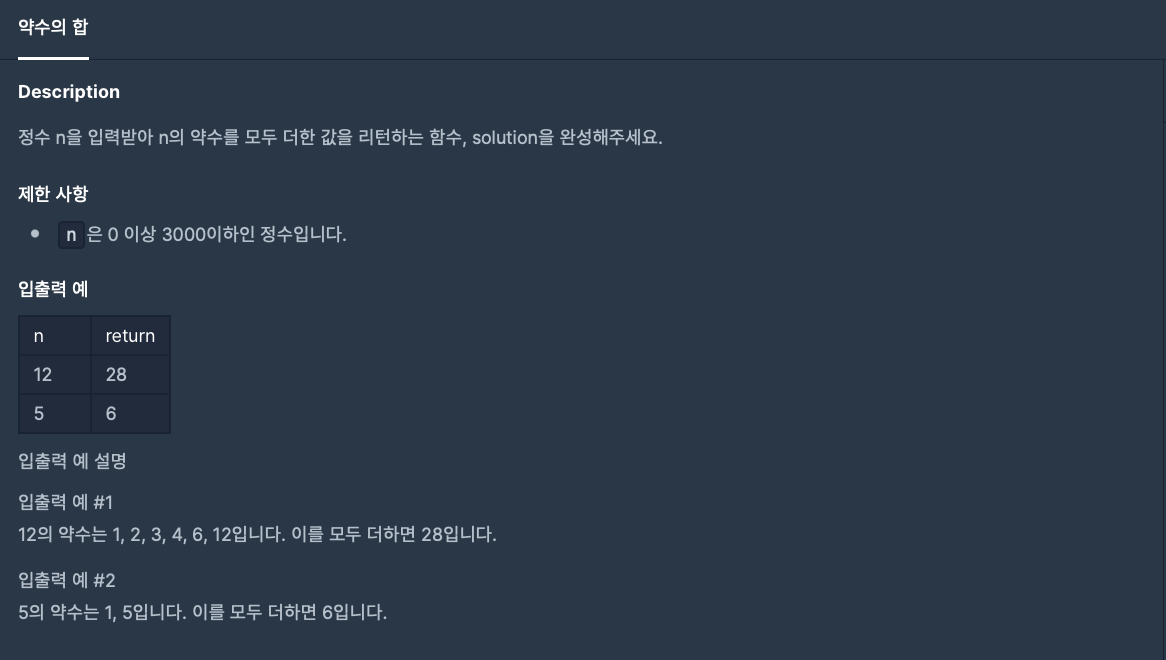 약수의 합
Description
정수 n을 입력받아 n의 약수를 모두 더한 값을 리턴하는 함수, solution을 완성해주세요.
제한 사항
n은 0 이상 3000이하인 정수입니다.
입출력 예
n return
12 28
5 6
입출력 예 설명
입출력 예 #1
12의 약수는 1, 2, 3, 4, 6, 12입니다. 이를 모두 더하면 28입니다.
입출력 예 #2
5의 약수는 1, 5입니다. 이를 모두 더하면 6입니다.